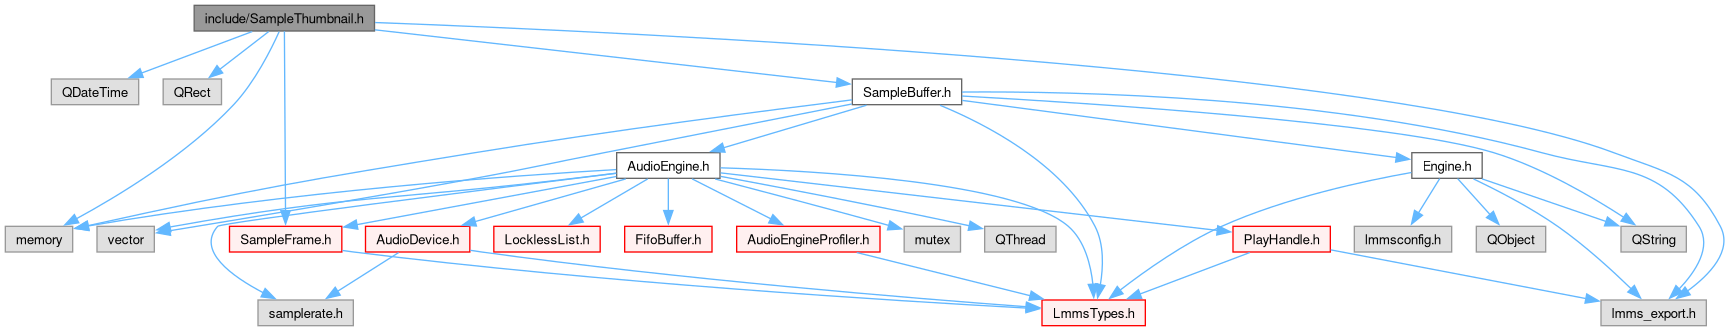 include/SampleThumbnail.h
QDateTime
QRect
SampleBuffer.h
AudioEngine.h
Engine.h
memory
vector
SampleFrame.h
AudioDevice.h
LocklessList.h
FifoBuffer.h
AudioEngineProfiler.h
mutex
QThread
PlayHandle.h
lmmsconfig.h
QObject
QString
samplerate.h
LmmsTypes.h
lmms_export.h